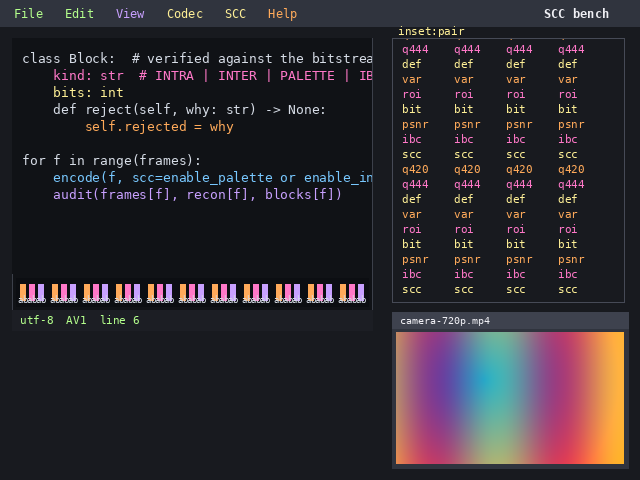 File Edit View Codec SCC Help SCC bench
class Block:  # verified against the bitstrea
    kind: str  # INTRA | INTER | PALETTE | IB
    bits: int
    def reject(self, why: str) -> None:
        self.rejected = why
for f in range(frames):
    encode(f, scc=enable_palette or enable_in
    audit(frames[f], recon[f], blocks[f])
utf-8 AV1 line 6
inset:pair
q444 q444 q444 q444
def def def def
var var var var
roi roi roi roi
bit bit bit bit
psnr psnr psnr psnr
ibc ibc ibc ibc
scc scc scc scc
q420 q420 q420 q420
q444 q444 q444 q444
def def def def
var var var var
roi roi roi roi
bit bit bit bit
psnr psnr psnr psnr
ibc ibc ibc ibc
scc scc scc scc
camera-720p.mp4